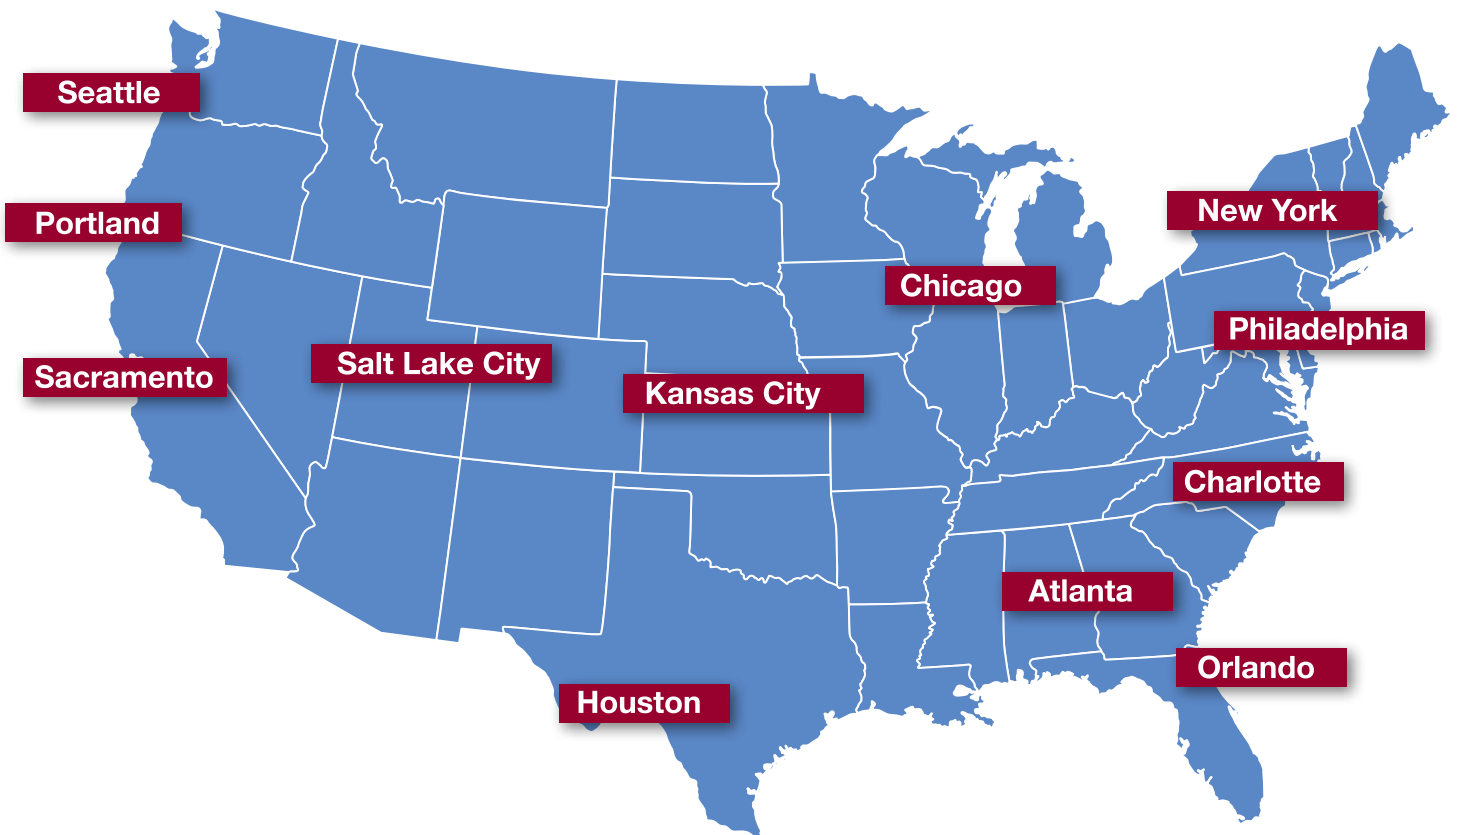 Seattle
Portland
New York
Chicago
Philadelphia
Salt Lake City
Sacramento
Kansas City
Charlotte
Atlanta
Orlando
Houston